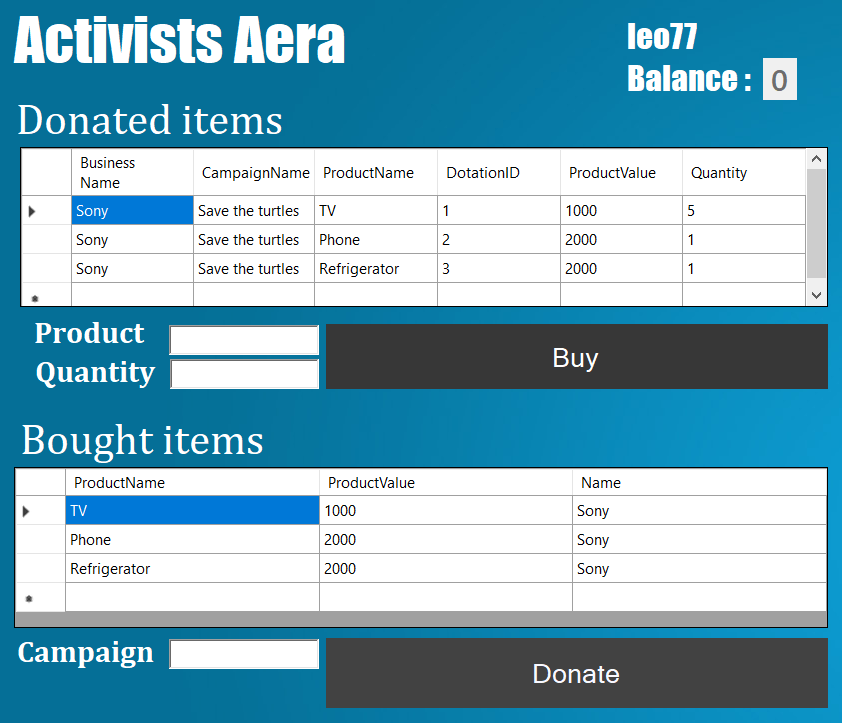 Activists Aera
leo77
Balance : 0
Donated items
Business Name CampaignName ProductName DotationID ProductValue Quantity
Sony Save the turtles TV 1 1000 5
Sony Save the turtles Phone 2 2000 1
Sony Save the turtles Refrigerator 3 2000 1
Product
Quantity
Buy
Bought items
ProductName ProductValue Name
TV 1000 Sony
Phone 2000 Sony
Refrigerator 2000 Sony
Campaign
Donate